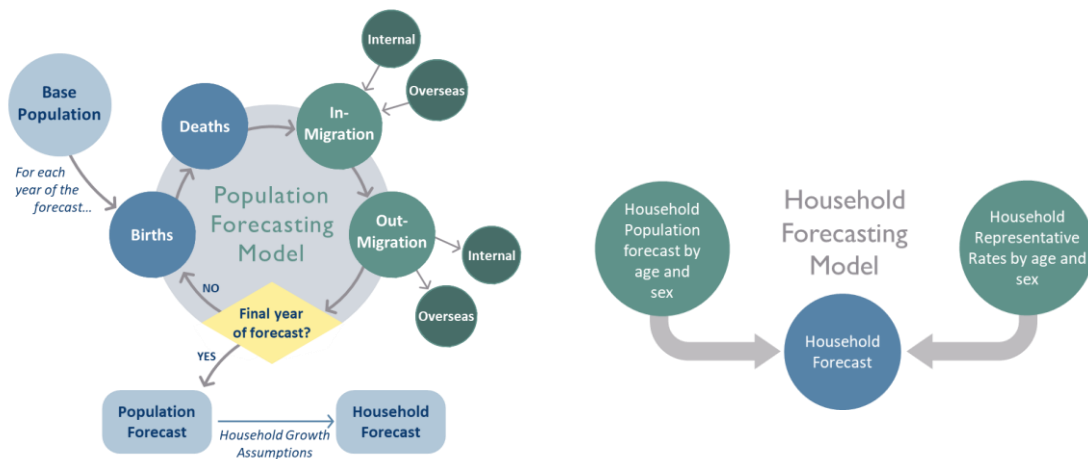 Internal
Overseas
Base
Population
Deaths
In-
Migration
For each
year of the
forecast...
Population
Forecasting
Model
Births
Out-
Migration
Internal
Overseas
NO
Final year
of forecast?
YES
Population
Forecast
Household Growth
Assumptions
Household
Forecast
Household
Population
forecast by
age and
sex
Household
Forecasting
Model
Household
Representative
Rates by age and
sex
Household
Forecast